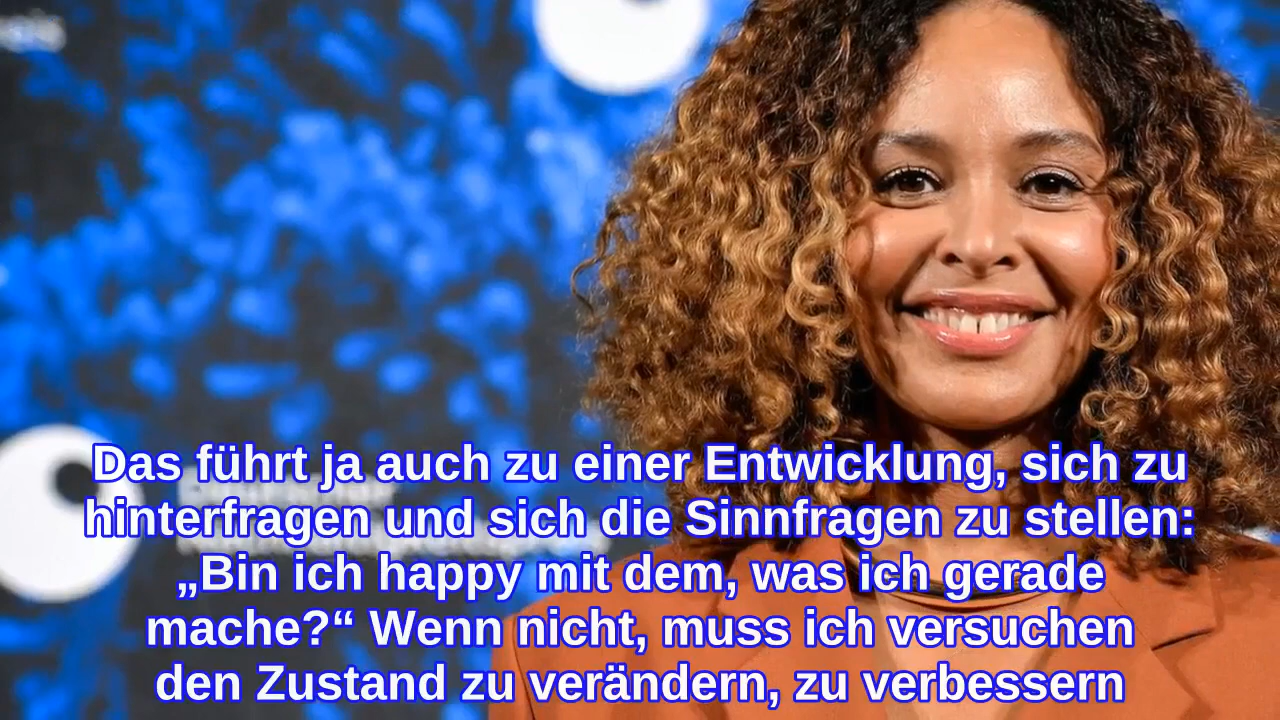 Das führt ja auch zu einer Entwicklung, sich zu
hinterfragen und sich die Sinnfragen zu stellen:
„Bin ich happy mit dem, was ich gerade
mache?“ Wenn nicht, muss ich versuchen
den Zustand zu verändern, zu verbessern